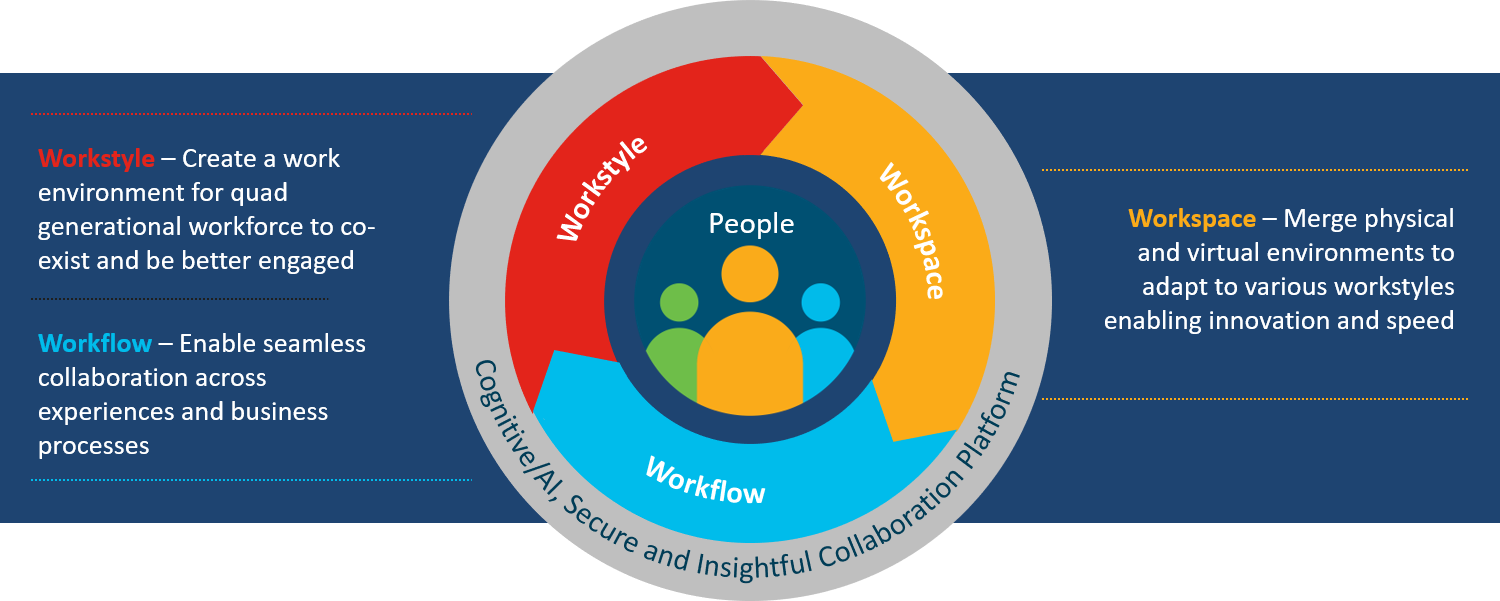 Workstyle – Create a work
environment for quad
generational workforce to co-
exist and be better engaged
Workflow – Enable seamless
collaboration across
experiences and business
processes
Workstyle
Workspace
People
Workflow
Cognitive/AI, Secure and Insightful Collaboration Platform
Workspace – Merge physical
and virtual environments to
adapt to various workstyles
enabling innovation and speed